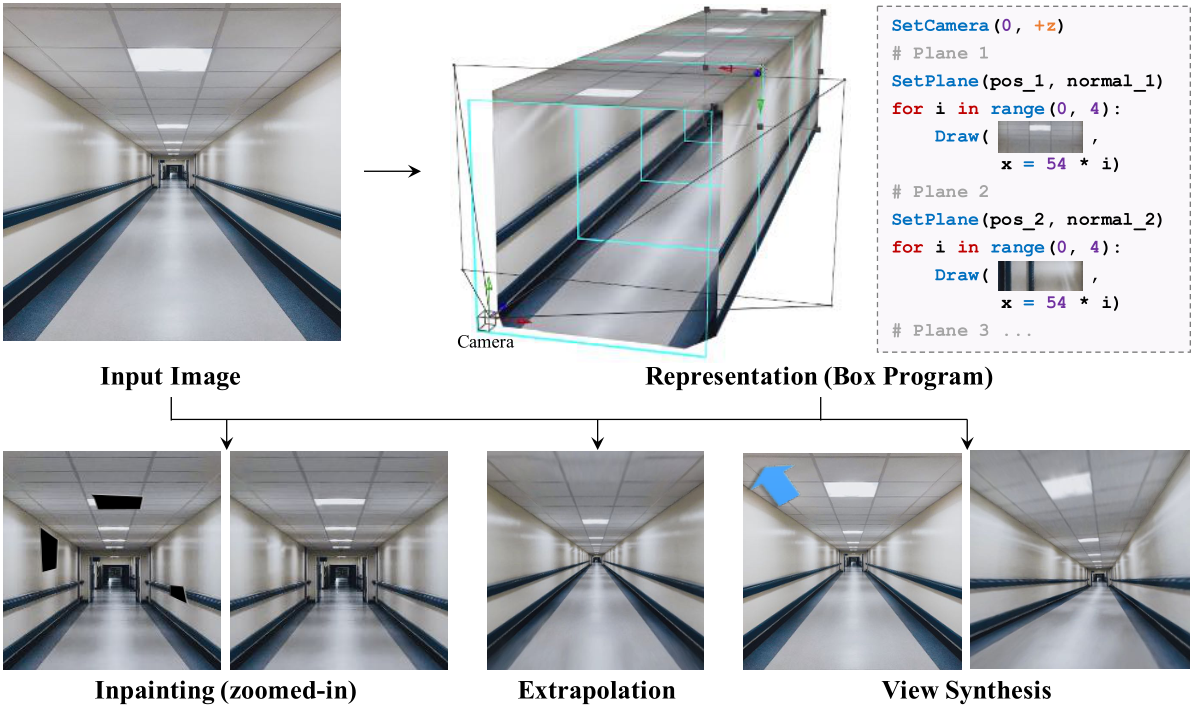 SetCamera(0, +z)
# Plane 1
SetPlane(pos_1, normal_1)
for i in range(0, 4):
Draw( ,
x = 54 * i)
# Plane 2
SetPlane(pos_2, normal_2)
for i in range(0, 4):
Draw( ,
x = 54 * i)
# Plane 3 ...
Camera
Input Image
Representation (Box Program)
Inpainting (zoomed-in)
Extrapolation
View Synthesis